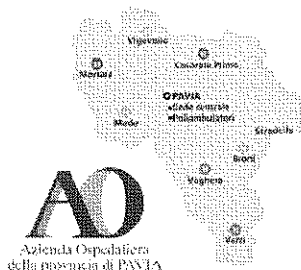 Vigevano
Casorate Primo
Mortara
PAVIA
•Sede centrale
•Poliambulatori
Mede
Stradella
Broni
Voghera
Varzi
AO
Azienda Ospedaliera
della provincia di PAVIA